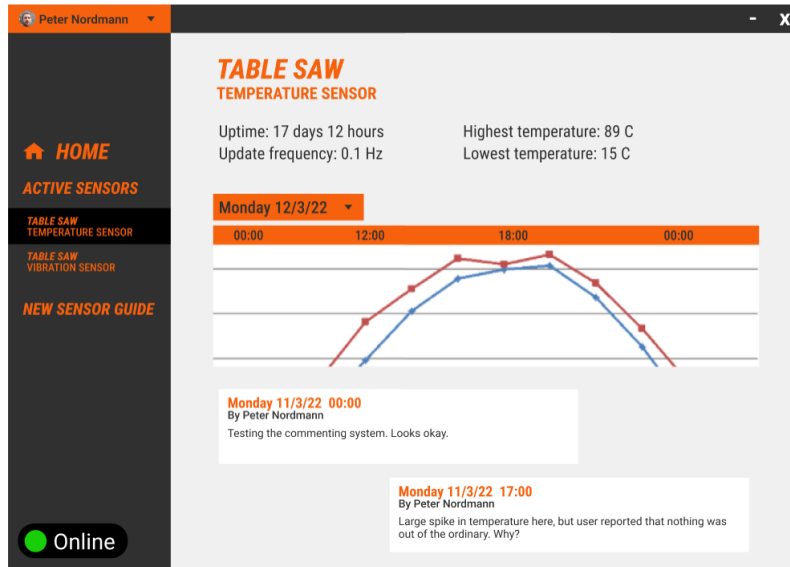 Peter Nordmann
- X
TABLE SAW
TEMPERATURE SENSOR
Uptime: 17 days 12 hours
Update frequency: 0.1 Hz
Highest temperature: 89 C
Lowest temperature: 15 C
HOME
ACTIVE SENSORS
TABLE SAW
TEMPERATURE SENSOR
TABLE SAW
VIBRATION SENSOR
NEW SENSOR GUIDE
Online
Monday 12/3/22
00:00 12:00 18:00 00:00
Monday 11/3/22 00:00
By Peter Nordmann
Testing the commenting system. Looks okay.
Monday 11/3/22 17:00
By Peter Nordmann
Large spike in temperature here, but user reported that nothing was
out of the ordinary. Why?